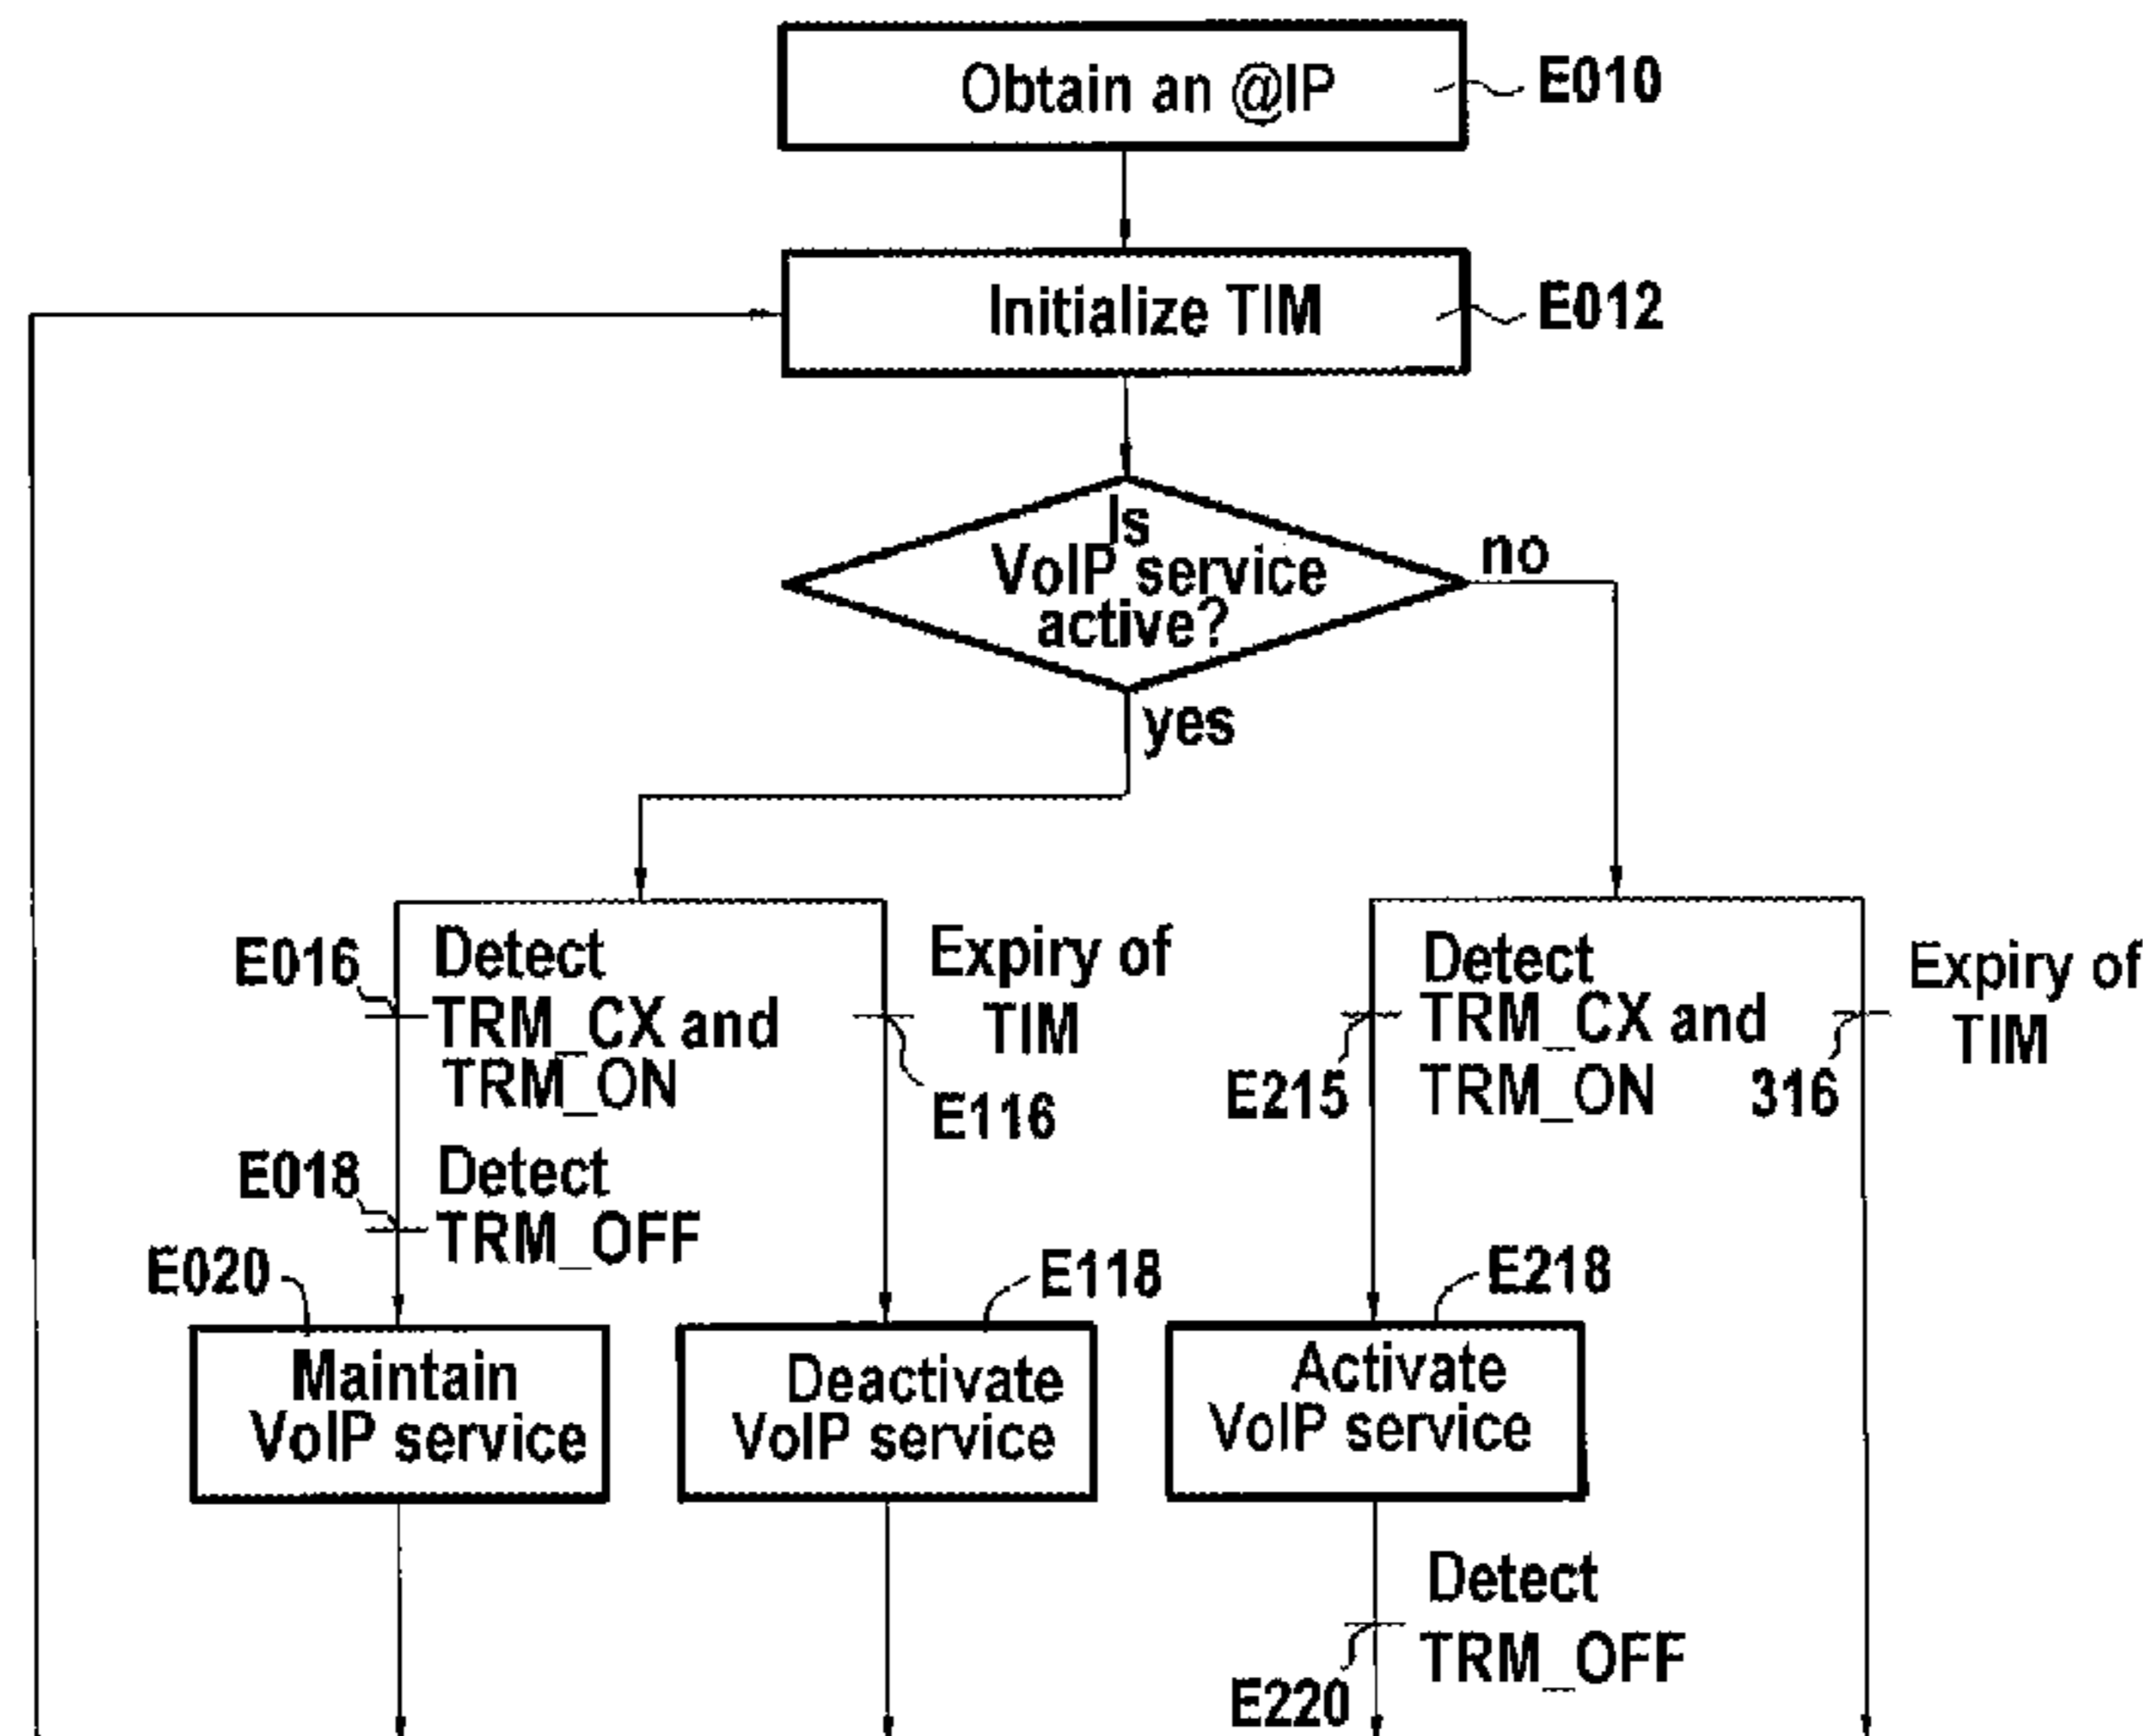 Obtain an @IP
E010
Initialize TIM
E012
Is
VoIP service
active?
no
yes
E016
Detect
TRM_CX and
TRM_ON
Expiry of
TIM
E116
E215
Detect
TRM_CX and
TRM_ON
316
Expiry of
TIM
E018
Detect
TRM_OFF
E020
Maintain
VoIP service
E118
Deactivate
VoIP service
E218
Activate
VoIP service
Detect
TRM_OFF
E220